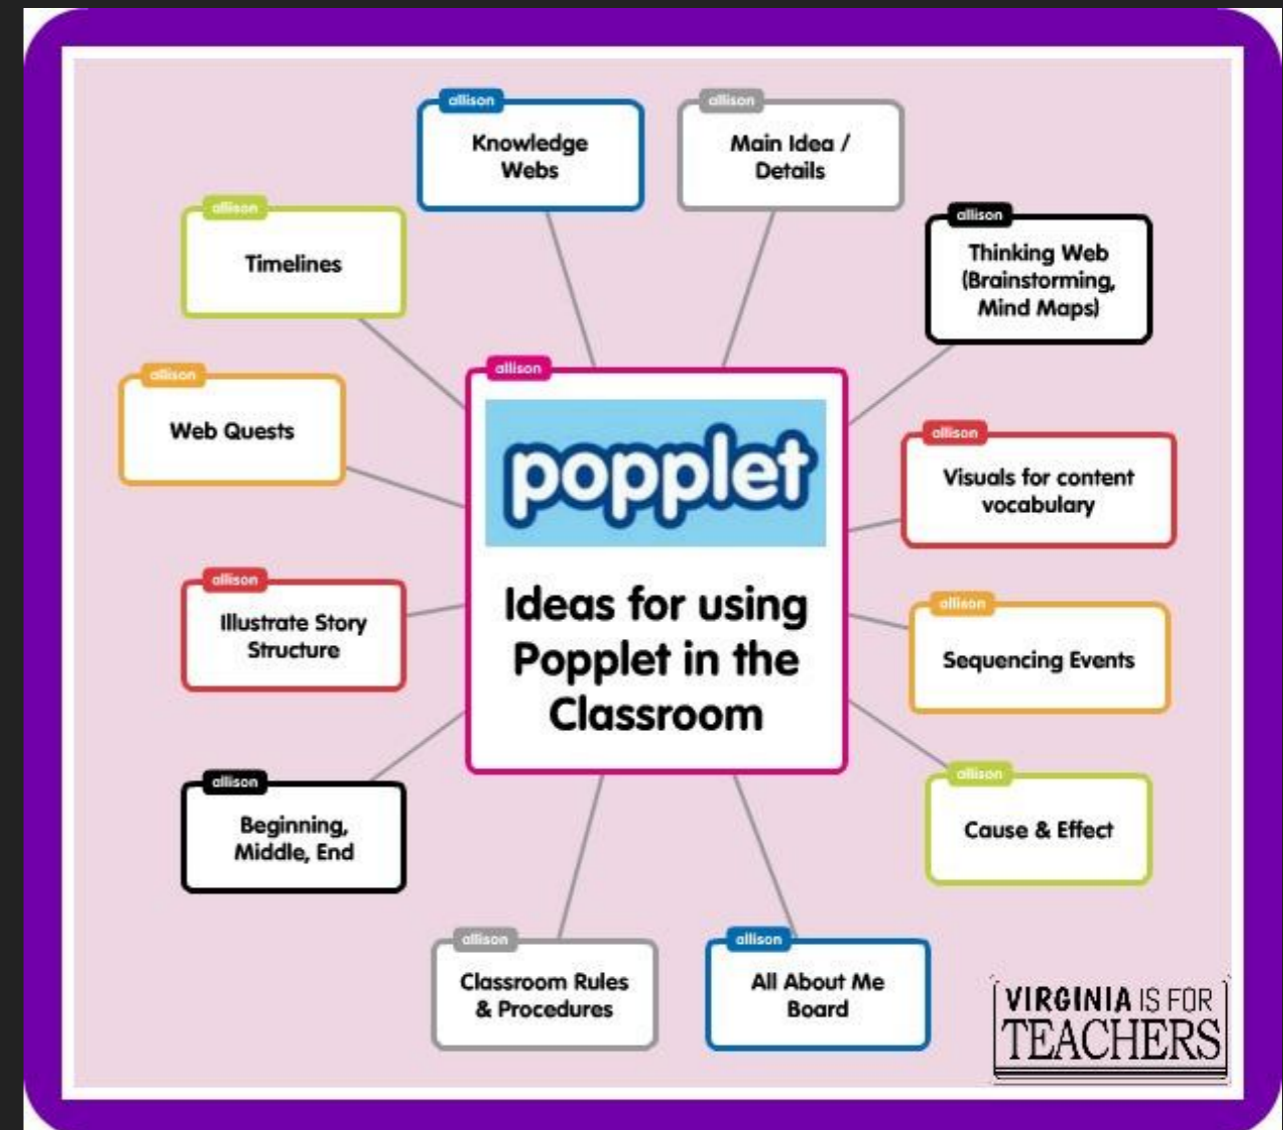 allison
Knowledge
Webs
allison
Main Idea /
Details
allison
Timelines
allison
Thinking Web
(Brainstorming,
Mind Maps)
allison
Web Quests
allison
popplet
Ideas for using
Popplet in the
Classroom
allison
Visuals for content
vocabulary
allison
Illustrate Story
Structure
allison
Sequencing Events
allison
Beginning,
Middle, End
allison
Cause & Effect
allison
Classroom Rules
& Procedures
allison
All About Me
Board
VIRGINIA IS FOR
TEACHERS